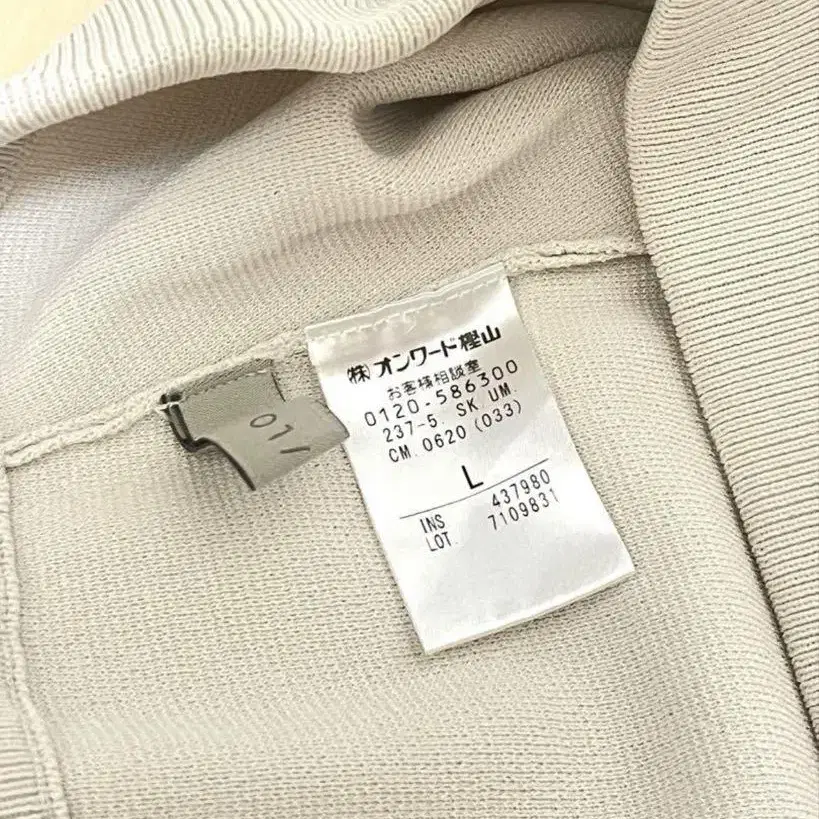 ㈱オンワード樫山
お客様相談室
0120-586300
237-5. SK UM.
CM. 0620 (033)
L
INS 437980
LOT. 7109831
01/